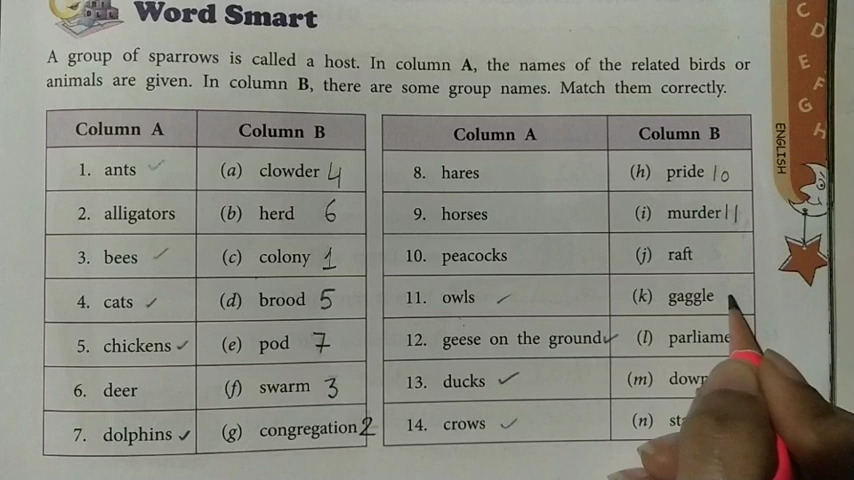 Word Smart
A group of sparrows is called a host. In column A, the names of the related birds or
animals are given. In column B, there are some group names. Match them correctly.
Column A Column B
1. ants (a) clowder 4
2. alligators (b) herd 6
3. bees (c) colony 1
4. cats (d) brood 5
5. chickens (e) pod 7
6. deer (f) swarm 3
7. dolphins (g) congregation 2
Column A Column B
8. hares (h) pride 10
9. horses (i) murder 11
10. peacocks (j) raft
11. owls (k) gaggle
12. geese on the ground (l)
13. ducks (m)
14. crows (n)
C
D
E
F
G
H
ENGLISH